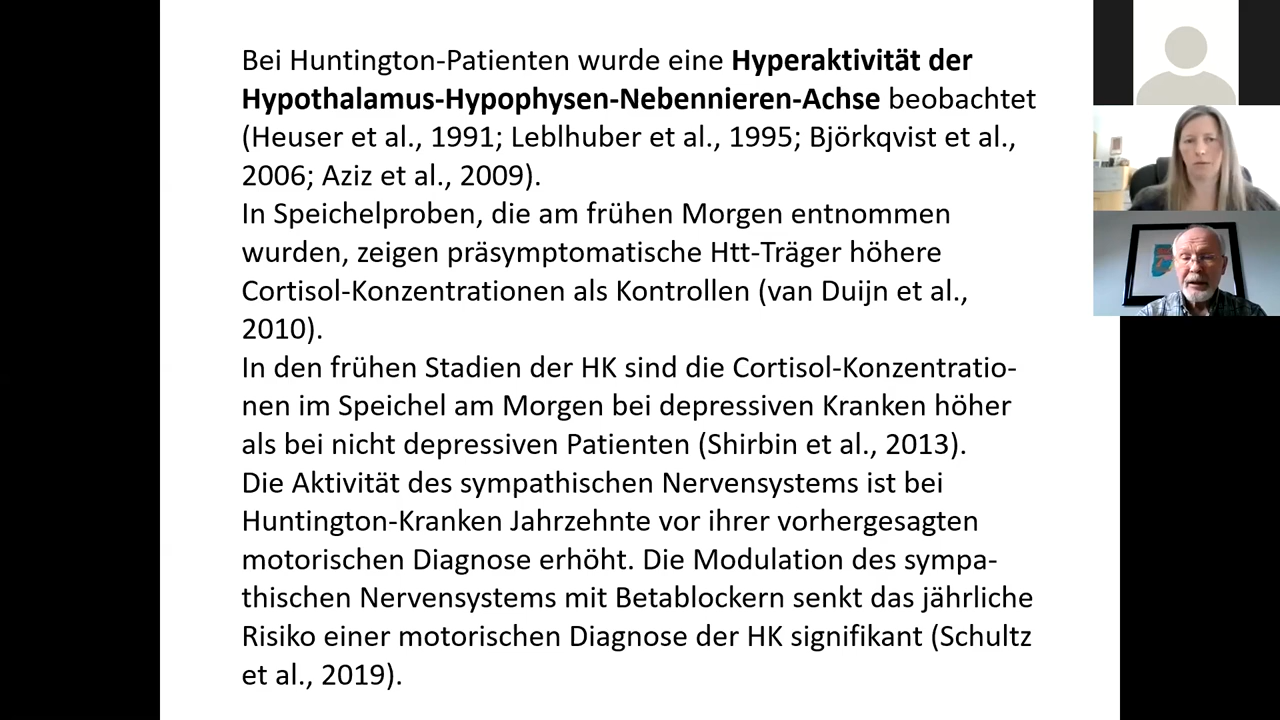 Bei Huntington-Patienten wurde eine Hyperaktivität der
Hypothalamus-Hypophysen-Nebennieren-Achse beobachtet
(Heuser et al., 1991; Leblhuber et al., 1995; Björkqvist et al.,
2006; Aziz et al., 2009).
In Speichelproben, die am frühen Morgen entnommen
wurden, zeigen präsymptomatische Htt-Träger höhere
Cortisol-Konzentrationen als Kontrollen (van Duijn et al.,
2010).
In den frühen Stadien der HK sind die Cortisol-Konzentratio-
nen im Speichel am Morgen bei depressiven Kranken höher
als bei nicht depressiven Patienten (Shirbin et al., 2013).
Die Aktivität des sympathischen Nervensystems ist bei
Huntington-Kranken Jahrzehnte vor ihrer vorhergesagten
motorischen Diagnose erhöht. Die Modulation des sympa-
thischen Nervensystems mit Betablockern senkt das jährliche
Risiko einer motorischen Diagnose der HK signifikant (Schultz
et al., 2019).